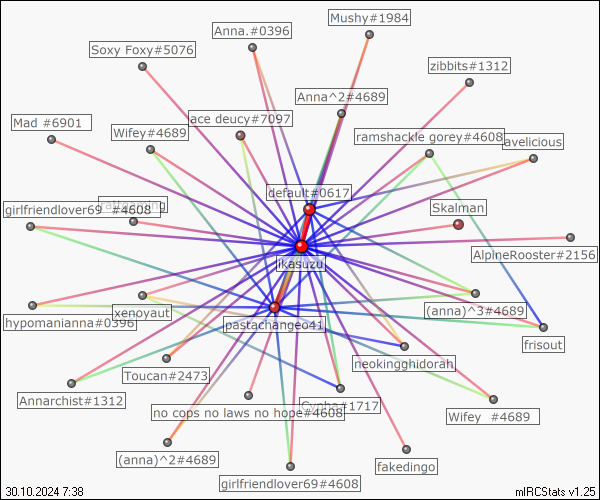 Mushy#1984
Anna.#0396
Soxy Foxy#5076
zibbits#1312
Anna^2#4689
ace deucy#7097
Mad #6901
Wifey#4689
ramshackle gorey#4608
avelicious
default#0617
girlfriendlover69 #4608
Skalman
AlpineRooster#2156
ikasuzu
xenoyaut
(anna)^3#4689
hypomanianna#0396
pastachangeo41
frisout
neokingghidorah
Toucan#2473
Annarchist#1312
no cops no laws no hope#4608
Cynba#1717
Wifey #4689
(anna)^2#4689
fakedingo
girlfriendlover69#4608
30.10.2024 7:38
mIRCStats v1.25